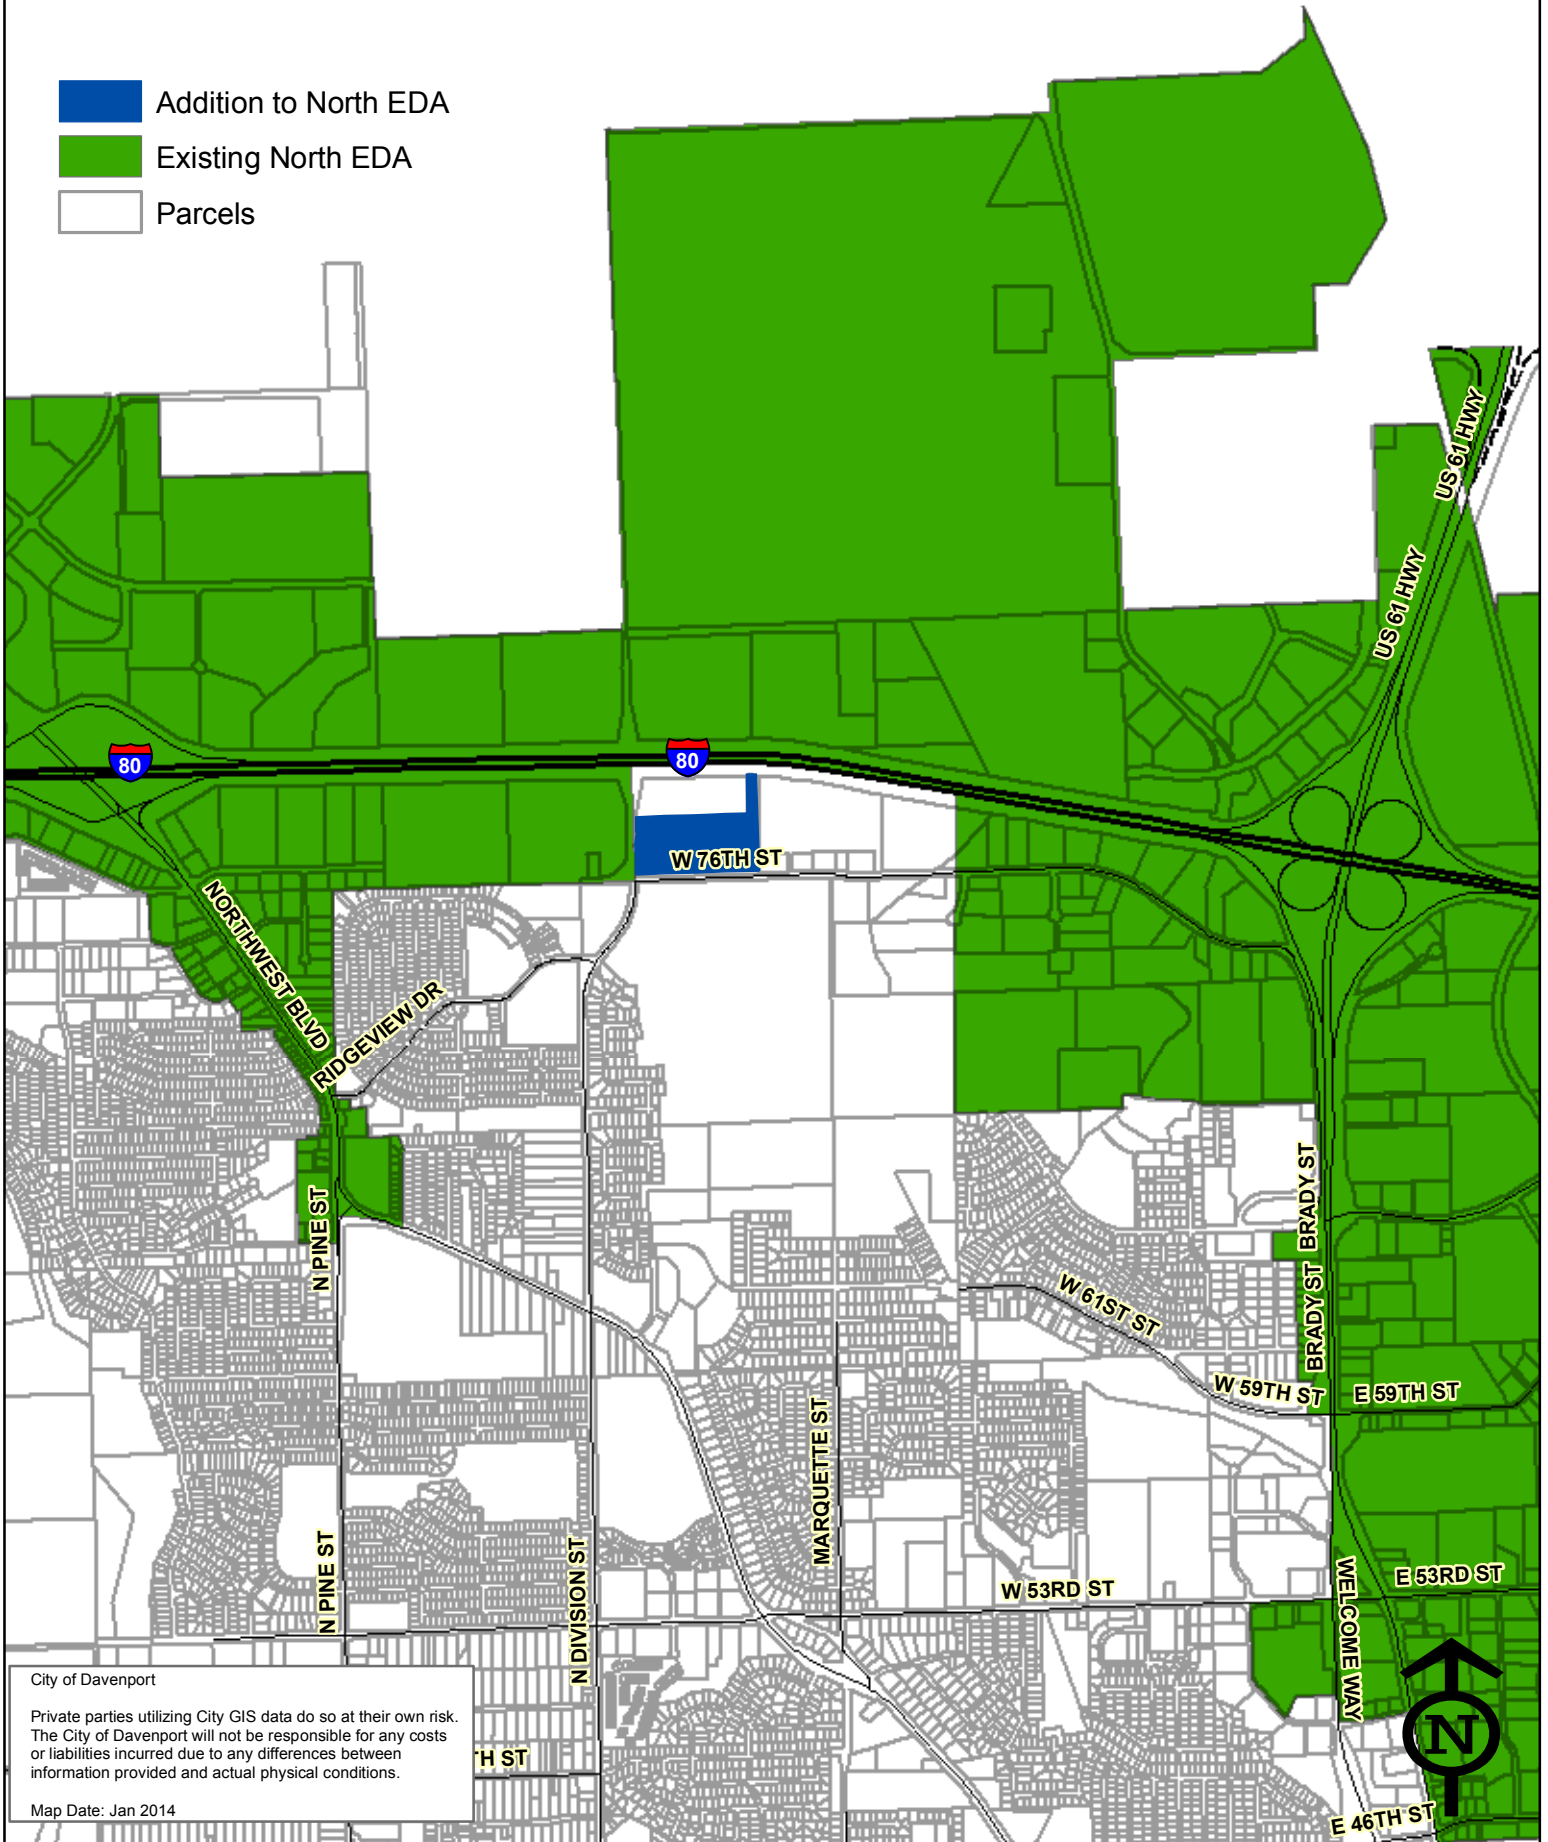 Addition to North EDA
Existing North EDA
Parcels
US 61 HWY
US 61 HWY
80
80
W 76TH ST
NORTHWEST BLVD
RIDGEVIEW DR
BRADY ST
N PINE ST
BRADY ST
W 61ST ST
W 59TH ST
E 59TH ST
MARQUETTE ST
N PINE ST
N DIVISION ST
W 53RD ST
E 53RD ST
WELCOME WAY
N
TH ST
E 46TH ST
City of Davenport
Private parties utilizing City GIS data do so at their own risk.
The City of Davenport will not be responsible for any costs
or liabilities incurred due to any differences between
information provided and actual physical conditions.
Map Date: Jan 2014